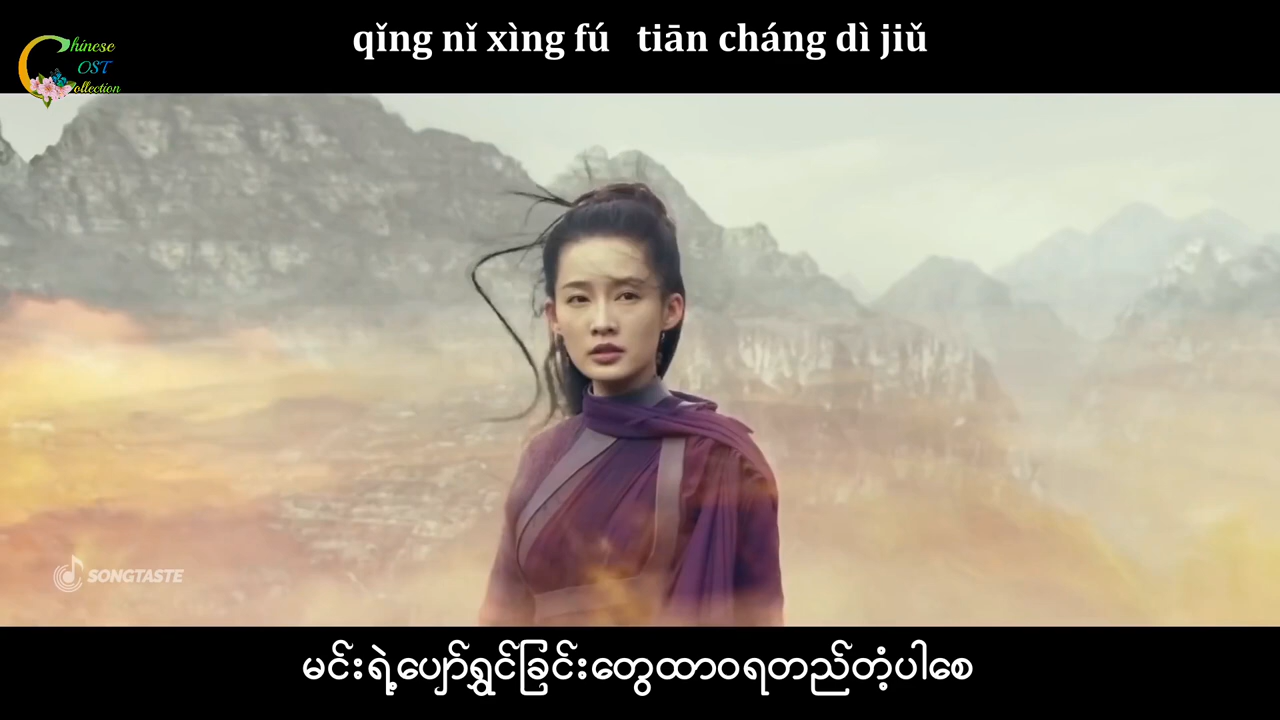 qǐng nǐ xìng fú tiān cháng dì jiǔ
Chinese
OST
Collection
SONGTASTE
မင်းရဲ့ပျော်ရွှင်ခြင်းတွေထာဝရတည်တံ့ပါစေ